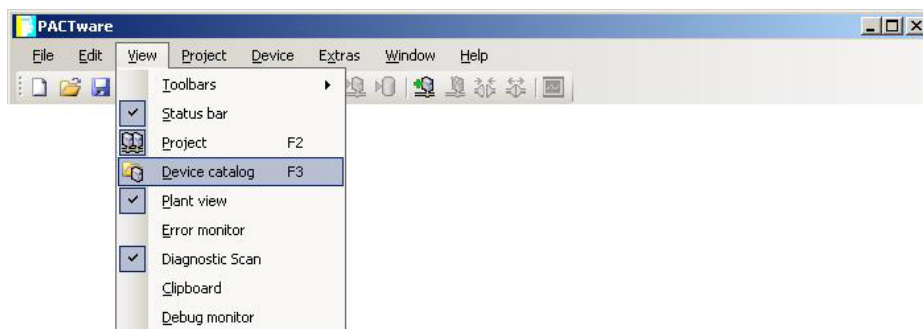 PACTware
File Edit View Project Device Extras Window Help
Toolbars
Status bar
Project F2
Device catalog F3
Plant view
Error monitor
Diagnostic Scan
Clipboard
Debug monitor